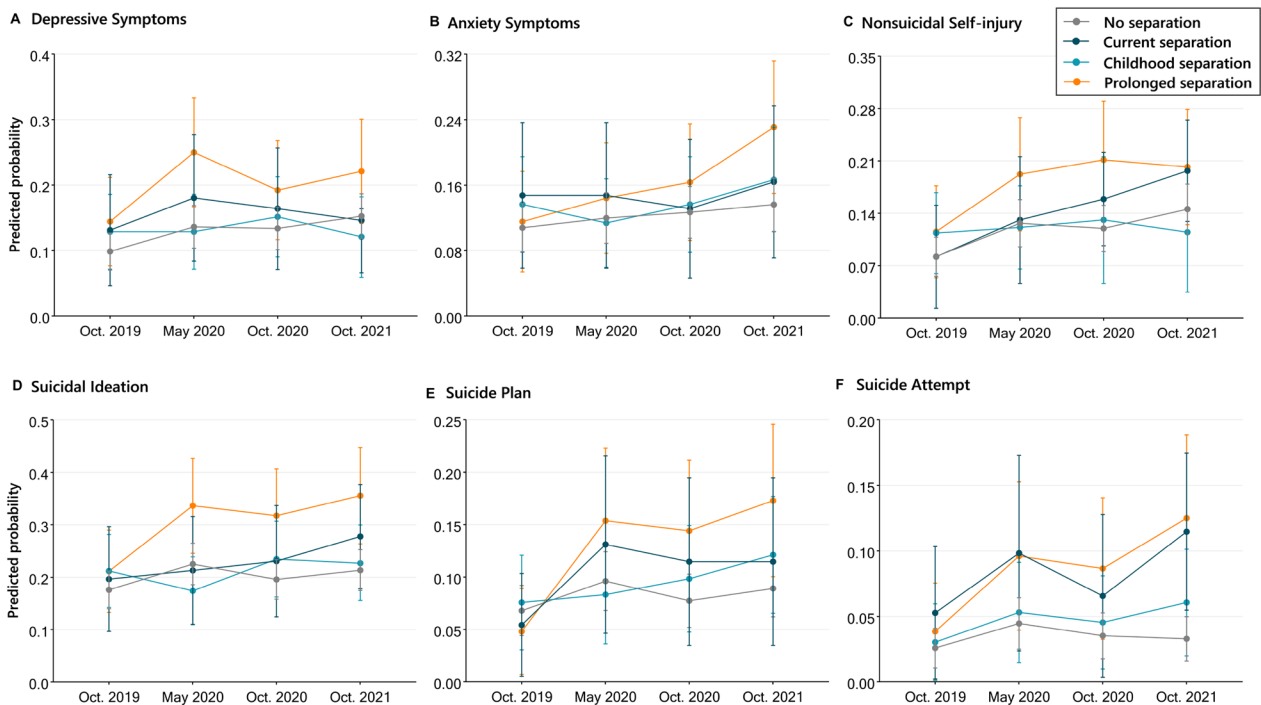 A Depressive Symptoms
B Anxiety Symptoms
C Nonsuicidal Self-injury
No separation
Current separation
Childhood separation
Prolonged separation
Predicted probability
0.4
0.3
0.2
0.1
0.0
Oct. 2019 May 2020 Oct. 2020 Oct. 2021
0.32
0.24
0.16
0.08
0.00
Oct. 2019 May 2020 Oct. 2020 Oct. 2021
0.35
0.28
0.21
0.14
0.07
0.00
Oct. 2019 May 2020 Oct. 2020 Oct. 2021
D Suicidal Ideation
E Suicide Plan
F Suicide Attempt
Predicted probability
0.5
0.4
0.3
0.2
0.1
0.0
Oct. 2019 May 2020 Oct. 2020 Oct. 2021
0.25
0.20
0.15
0.10
0.05
0.00
Oct. 2019 May 2020 Oct. 2020 Oct. 2021
0.20
0.15
0.10
0.05
0.00
Oct. 2019 May 2020 Oct. 2020 Oct. 2021